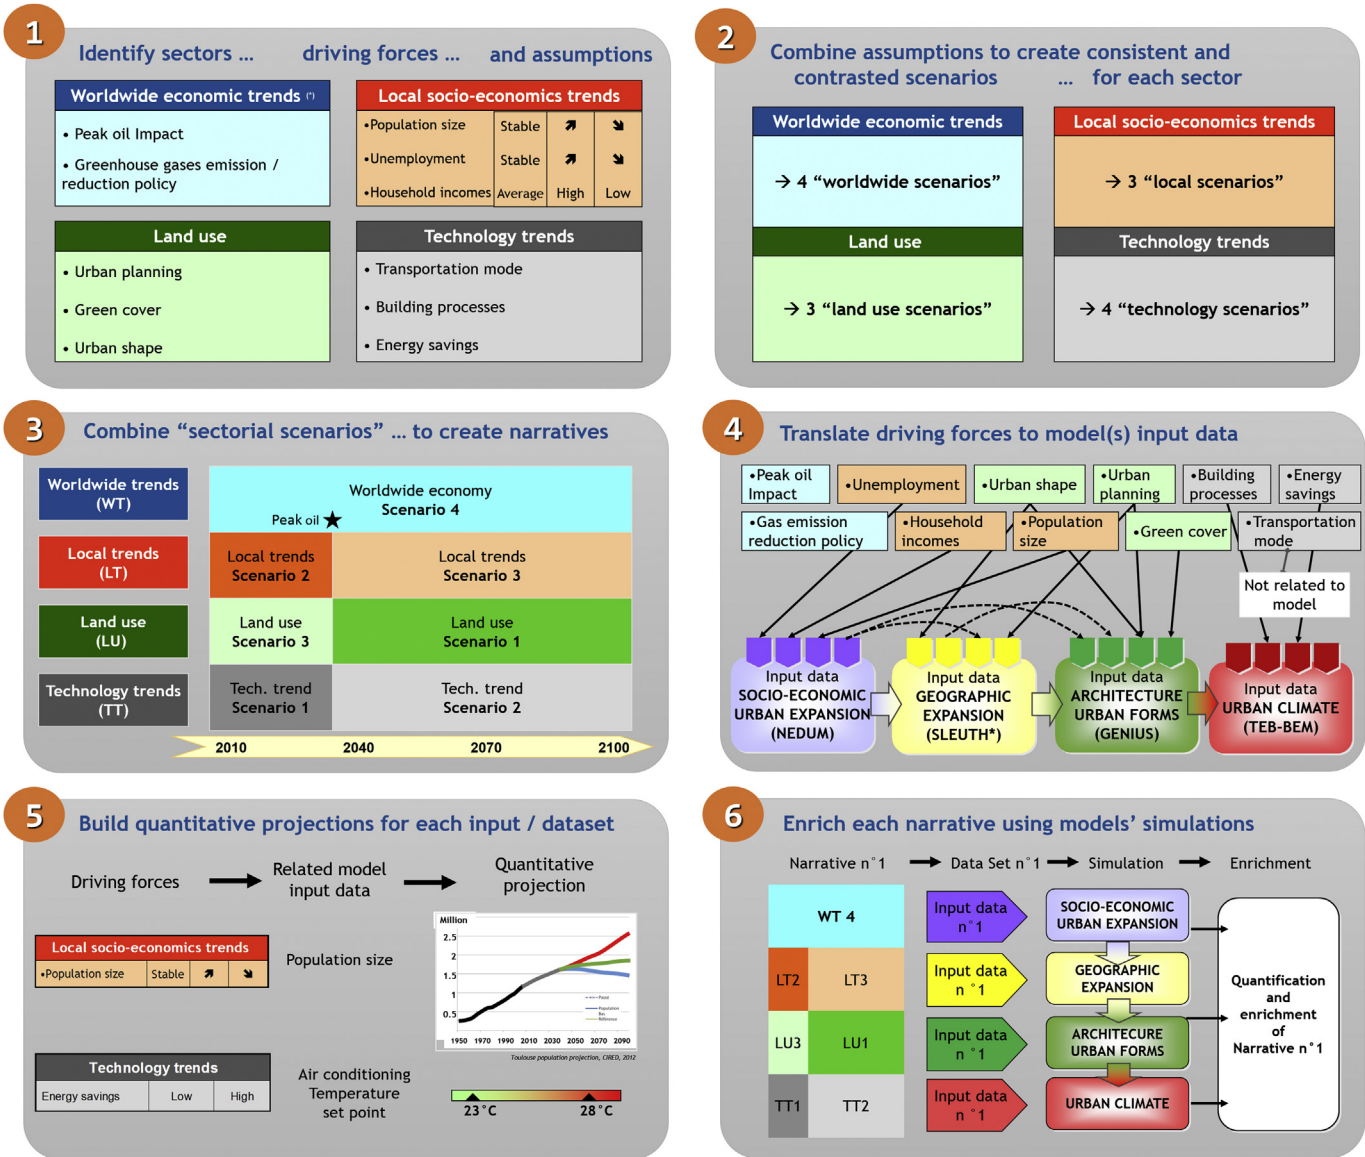 1
Identify sectors ... driving forces ... and assumptions
Worldwide economic trends (*)
• Peak oil Impact
• Greenhouse gases emission /
reduction policy
Local socio-economics trends
•Population size Stable ↗ ↘
•Unemployment Stable ↗ ↘
•Household incomes Average High Low
Land use
• Urban planning
• Green cover
• Urban shape
Technology trends
• Transportation mode
• Building processes
• Energy savings
2
Combine assumptions to create consistent and
contrasted scenarios ... for each sector
Worldwide economic trends
→ 4 “worldwide scenarios”
Local socio-economics trends
→ 3 “local scenarios”
Land use
→ 3 “land use scenarios”
Technology trends
→ 4 “technology scenarios”
3
Combine “sectorial scenarios” ... to create narratives
Worldwide trends
(WT)
Worldwide economy
Scenario 4
Peak oil ★
Local trends
(LT)
Local trends
Scenario 2
Local trends
Scenario 3
Land use
(LU)
Land use
Scenario 3
Land use
Scenario 1
Technology trends
(TT)
Tech. trend
Scenario 1
Tech. trend
Scenario 2
2010 2040 2070 2100
4
Translate driving forces to model(s) input data
•Peak oil
Impact
•Unemployment
•Urban shape
•Urban
planning
•Building
processes
•Energy
savings
•Gas emission
reduction policy
•Household
incomes
•Population
size
•Green cover
•Transportation
mode
Not related to
model
Input data
SOCIO-ECONOMIC
URBAN EXPANSION
(NEDUM)
Input data
GEOGRAPHIC
EXPANSION
(SLEUTH*)
Input data
ARCHITECTURE
URBAN FORMS
(GENIUS)
Input data
URBAN CLIMATE
(TEB-BEM)
5
Build quantitative projections for each input / dataset
Driving forces
Related model
input data
Quantitative
projection
Local socio-economics trends
•Population size Stable ↗ ↘
Population size
Million
2.5
2
1.5
1
0.5
1950 1970 1990 2010 2030 2050 2070 2090
Population
Bas
Référence
Toulouse population projection, CIRED, 2012
Technology trends
Energy savings Low High
Air conditioning
Temperature
set point
23°C 28°C
6
Enrich each narrative using models’ simulations
Narrative n°1 Data Set n°1 Simulation Enrichment
WT 4
LT2 LT3
LU3 LU1
TT1 TT2
Input data
n°1
Input data
n°1
Input data
n°1
Input data
n°1
SOCIO-ECONOMIC
URBAN EXPANSION
GEOGRAPHIC
EXPANSION
ARCHITECURE
URBAN FORMS
URBAN CLIMATE
Quantification
and
enrichment
of
Narrative n°1